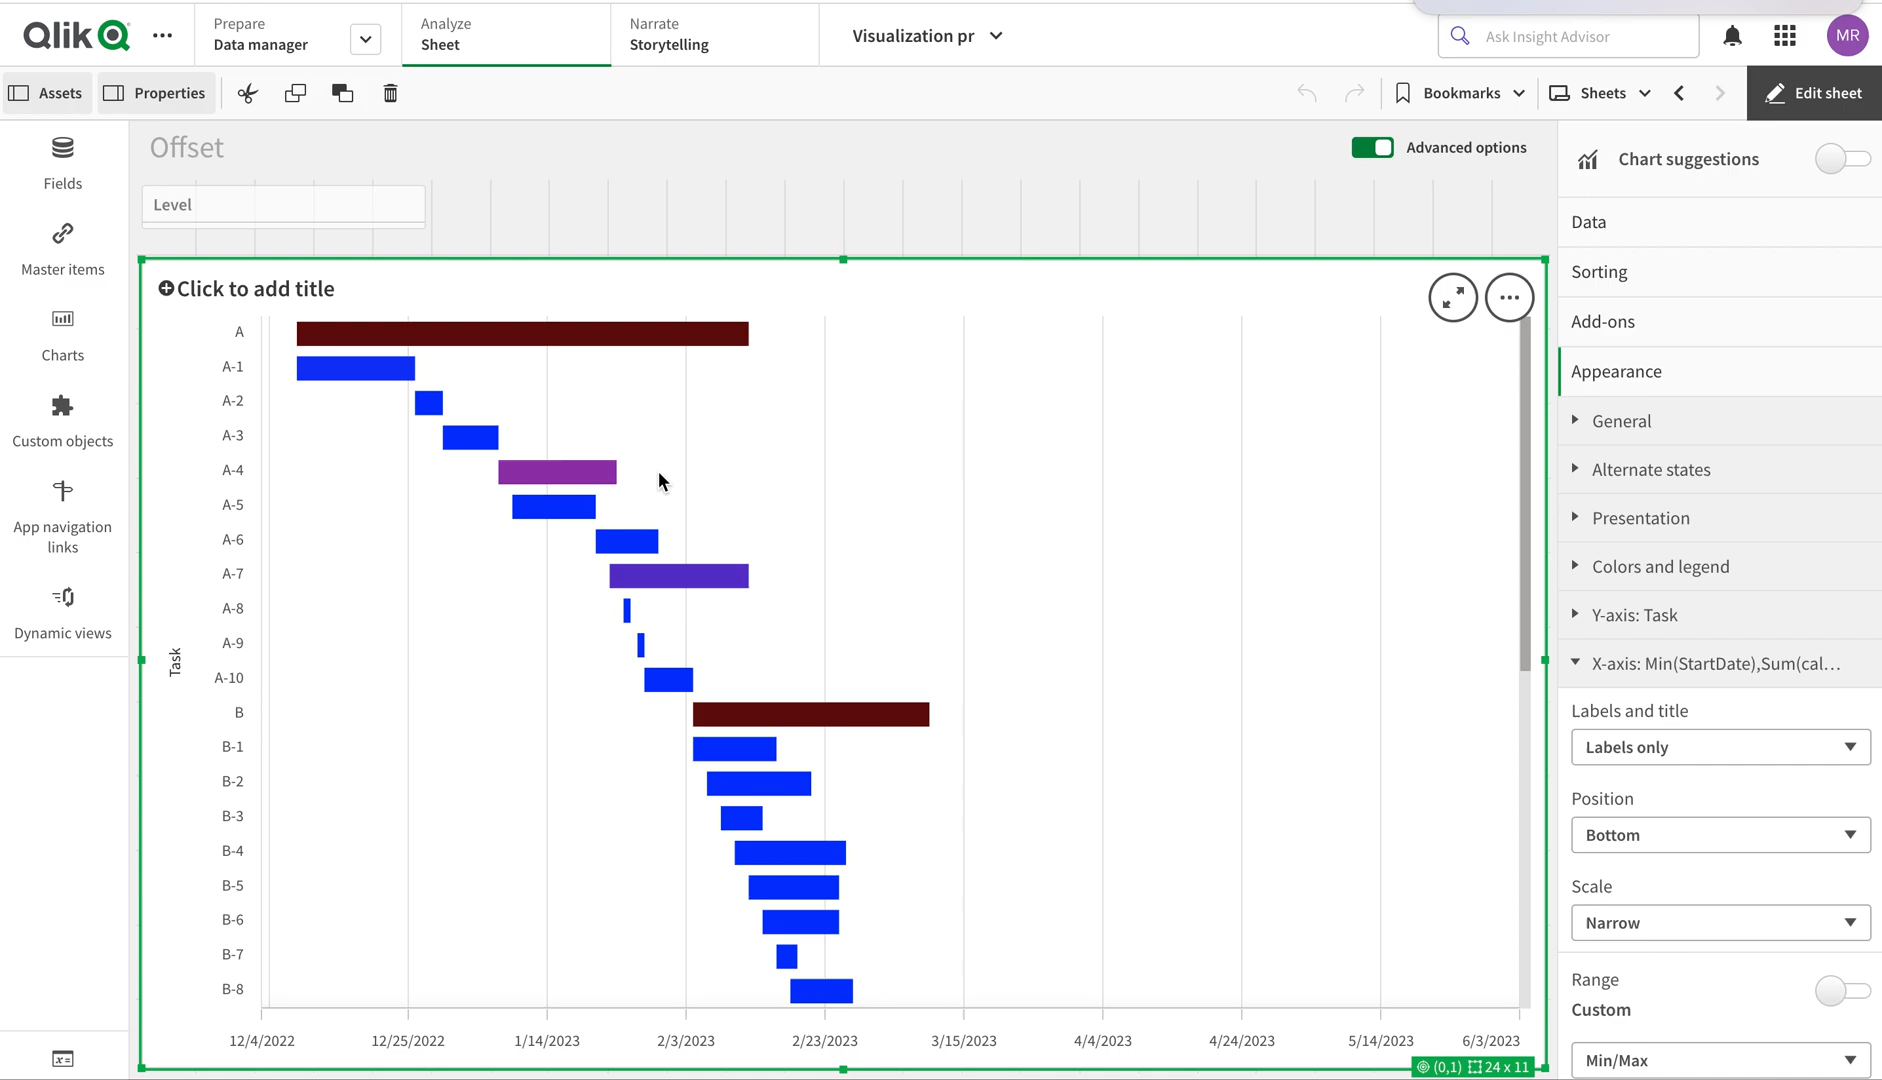 Qlik
Prepare
Data manager
Analyze
Sheet
Narrate
Storytelling
Visualization pr
Ask Insight Advisor
MR
Assets
Properties
Bookmarks
Sheets
Edit sheet
Fields
Master items
Charts
Custom objects
App navigation
links
Dynamic views
Offset
Advanced options
Level
Click to add title
A
A-1
A-2
A-3
A-4
A-5
A-6
A-7
A-8
A-9
A-10
B
B-1
B-2
B-3
B-4
B-5
B-6
B-7
B-8
Task
12/4/2022
12/25/2022
1/14/2023
2/3/2023
2/23/2023
3/15/2023
4/4/2023
4/24/2023
5/14/2023
6/3/2023
(0,1) 24 x 11
Chart suggestions
Data
Sorting
Add-ons
Appearance
General
Alternate states
Presentation
Colors and legend
Y-axis: Task
X-axis: Min(StartDate),Sum(cal...
Labels and title
Labels only
Position
Bottom
Scale
Narrow
Range
Custom
Min/Max